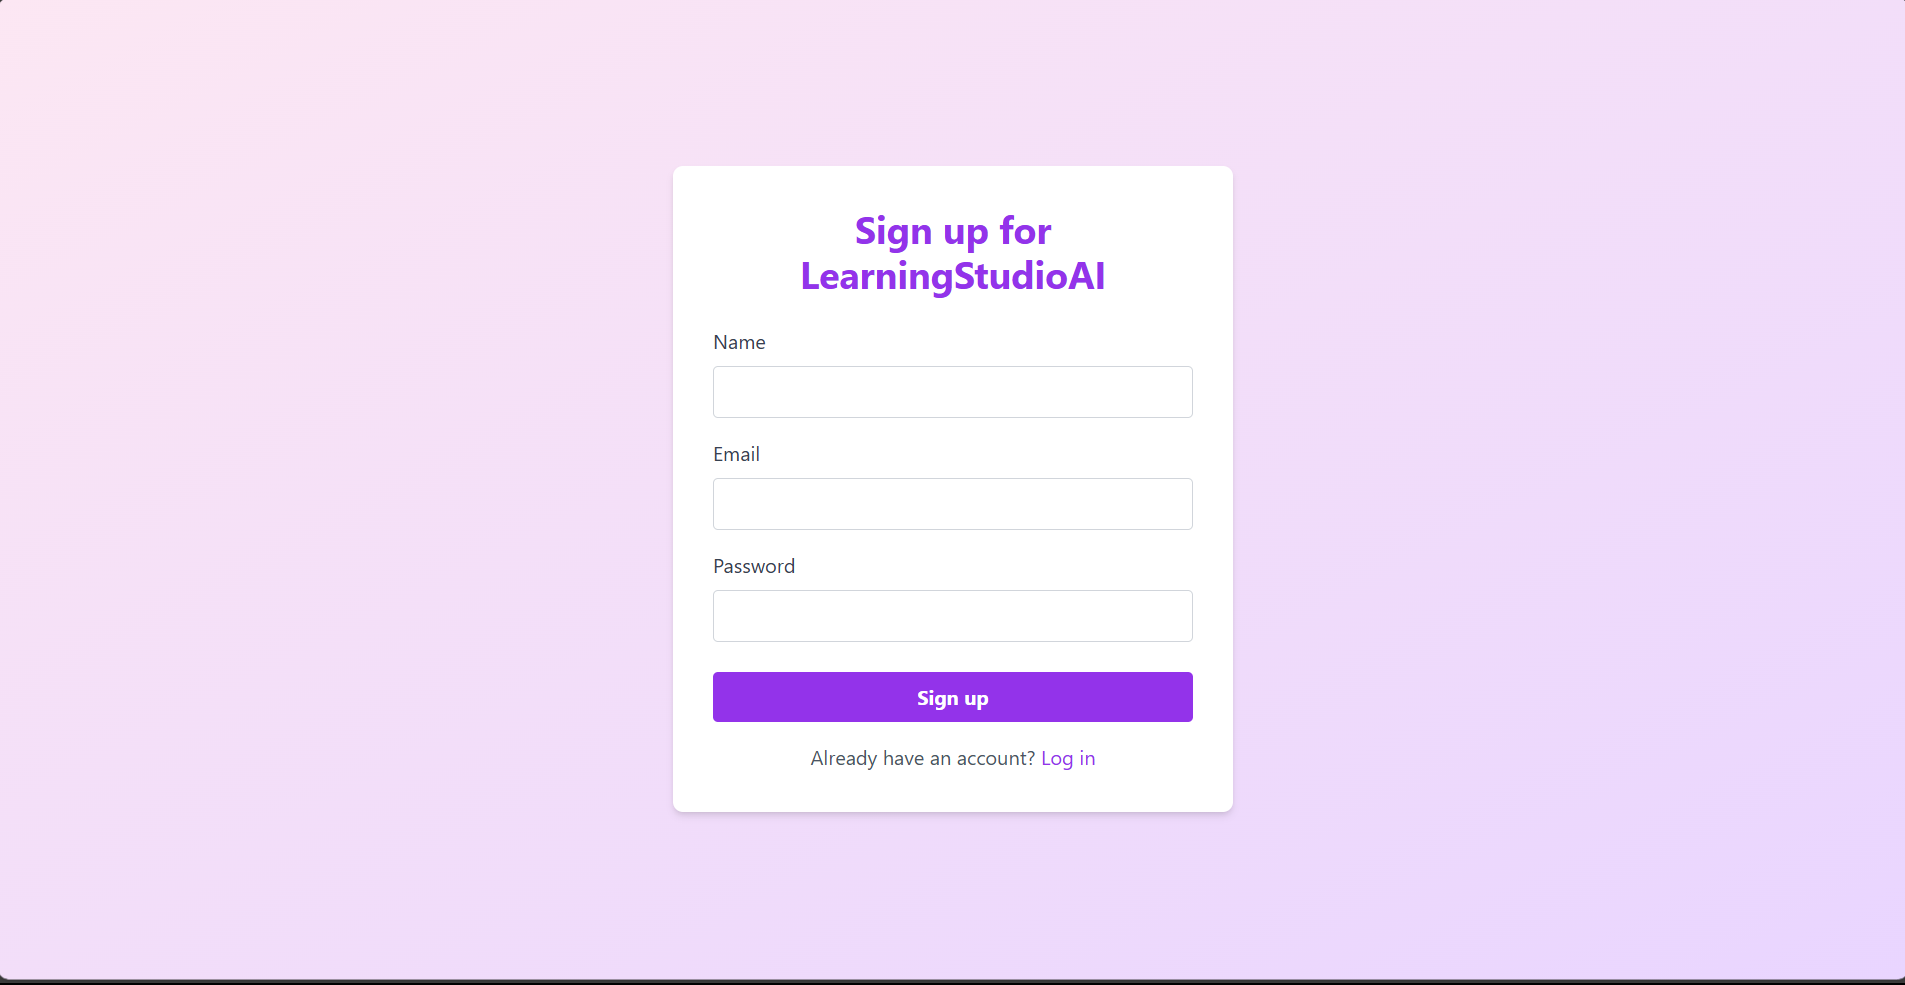 Sign up for
LearningStudioAI
Name
Email
Password
Sign up
Already have an account? Log in